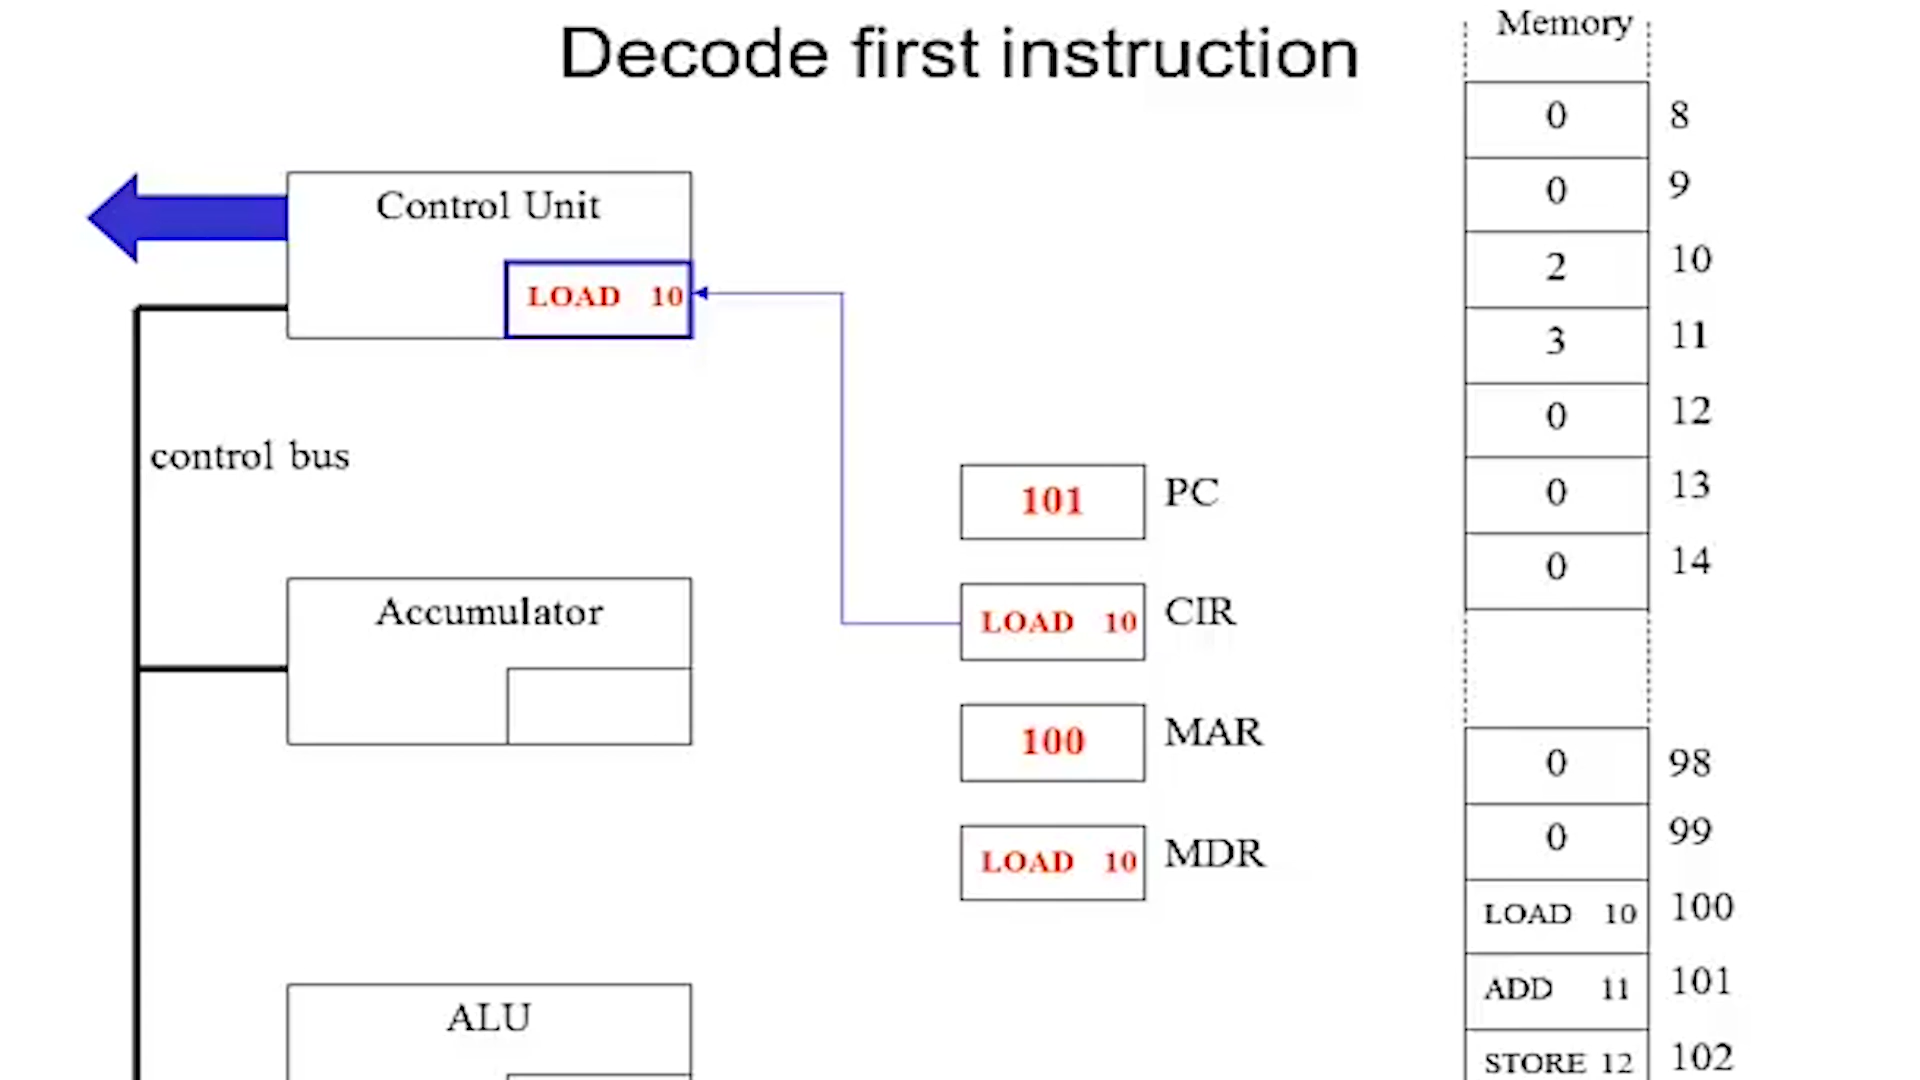 Decode first instruction
Control Unit
LOAD 10
control bus
Accumulator
ALU
101 PC
LOAD 10 CIR
100 MAR
LOAD 10 MDR
Memory
0 8
0 9
2 10
3 11
0 12
0 13
0 14
0 98
0 99
LOAD 10 100
ADD 11 101
STORE 12 102